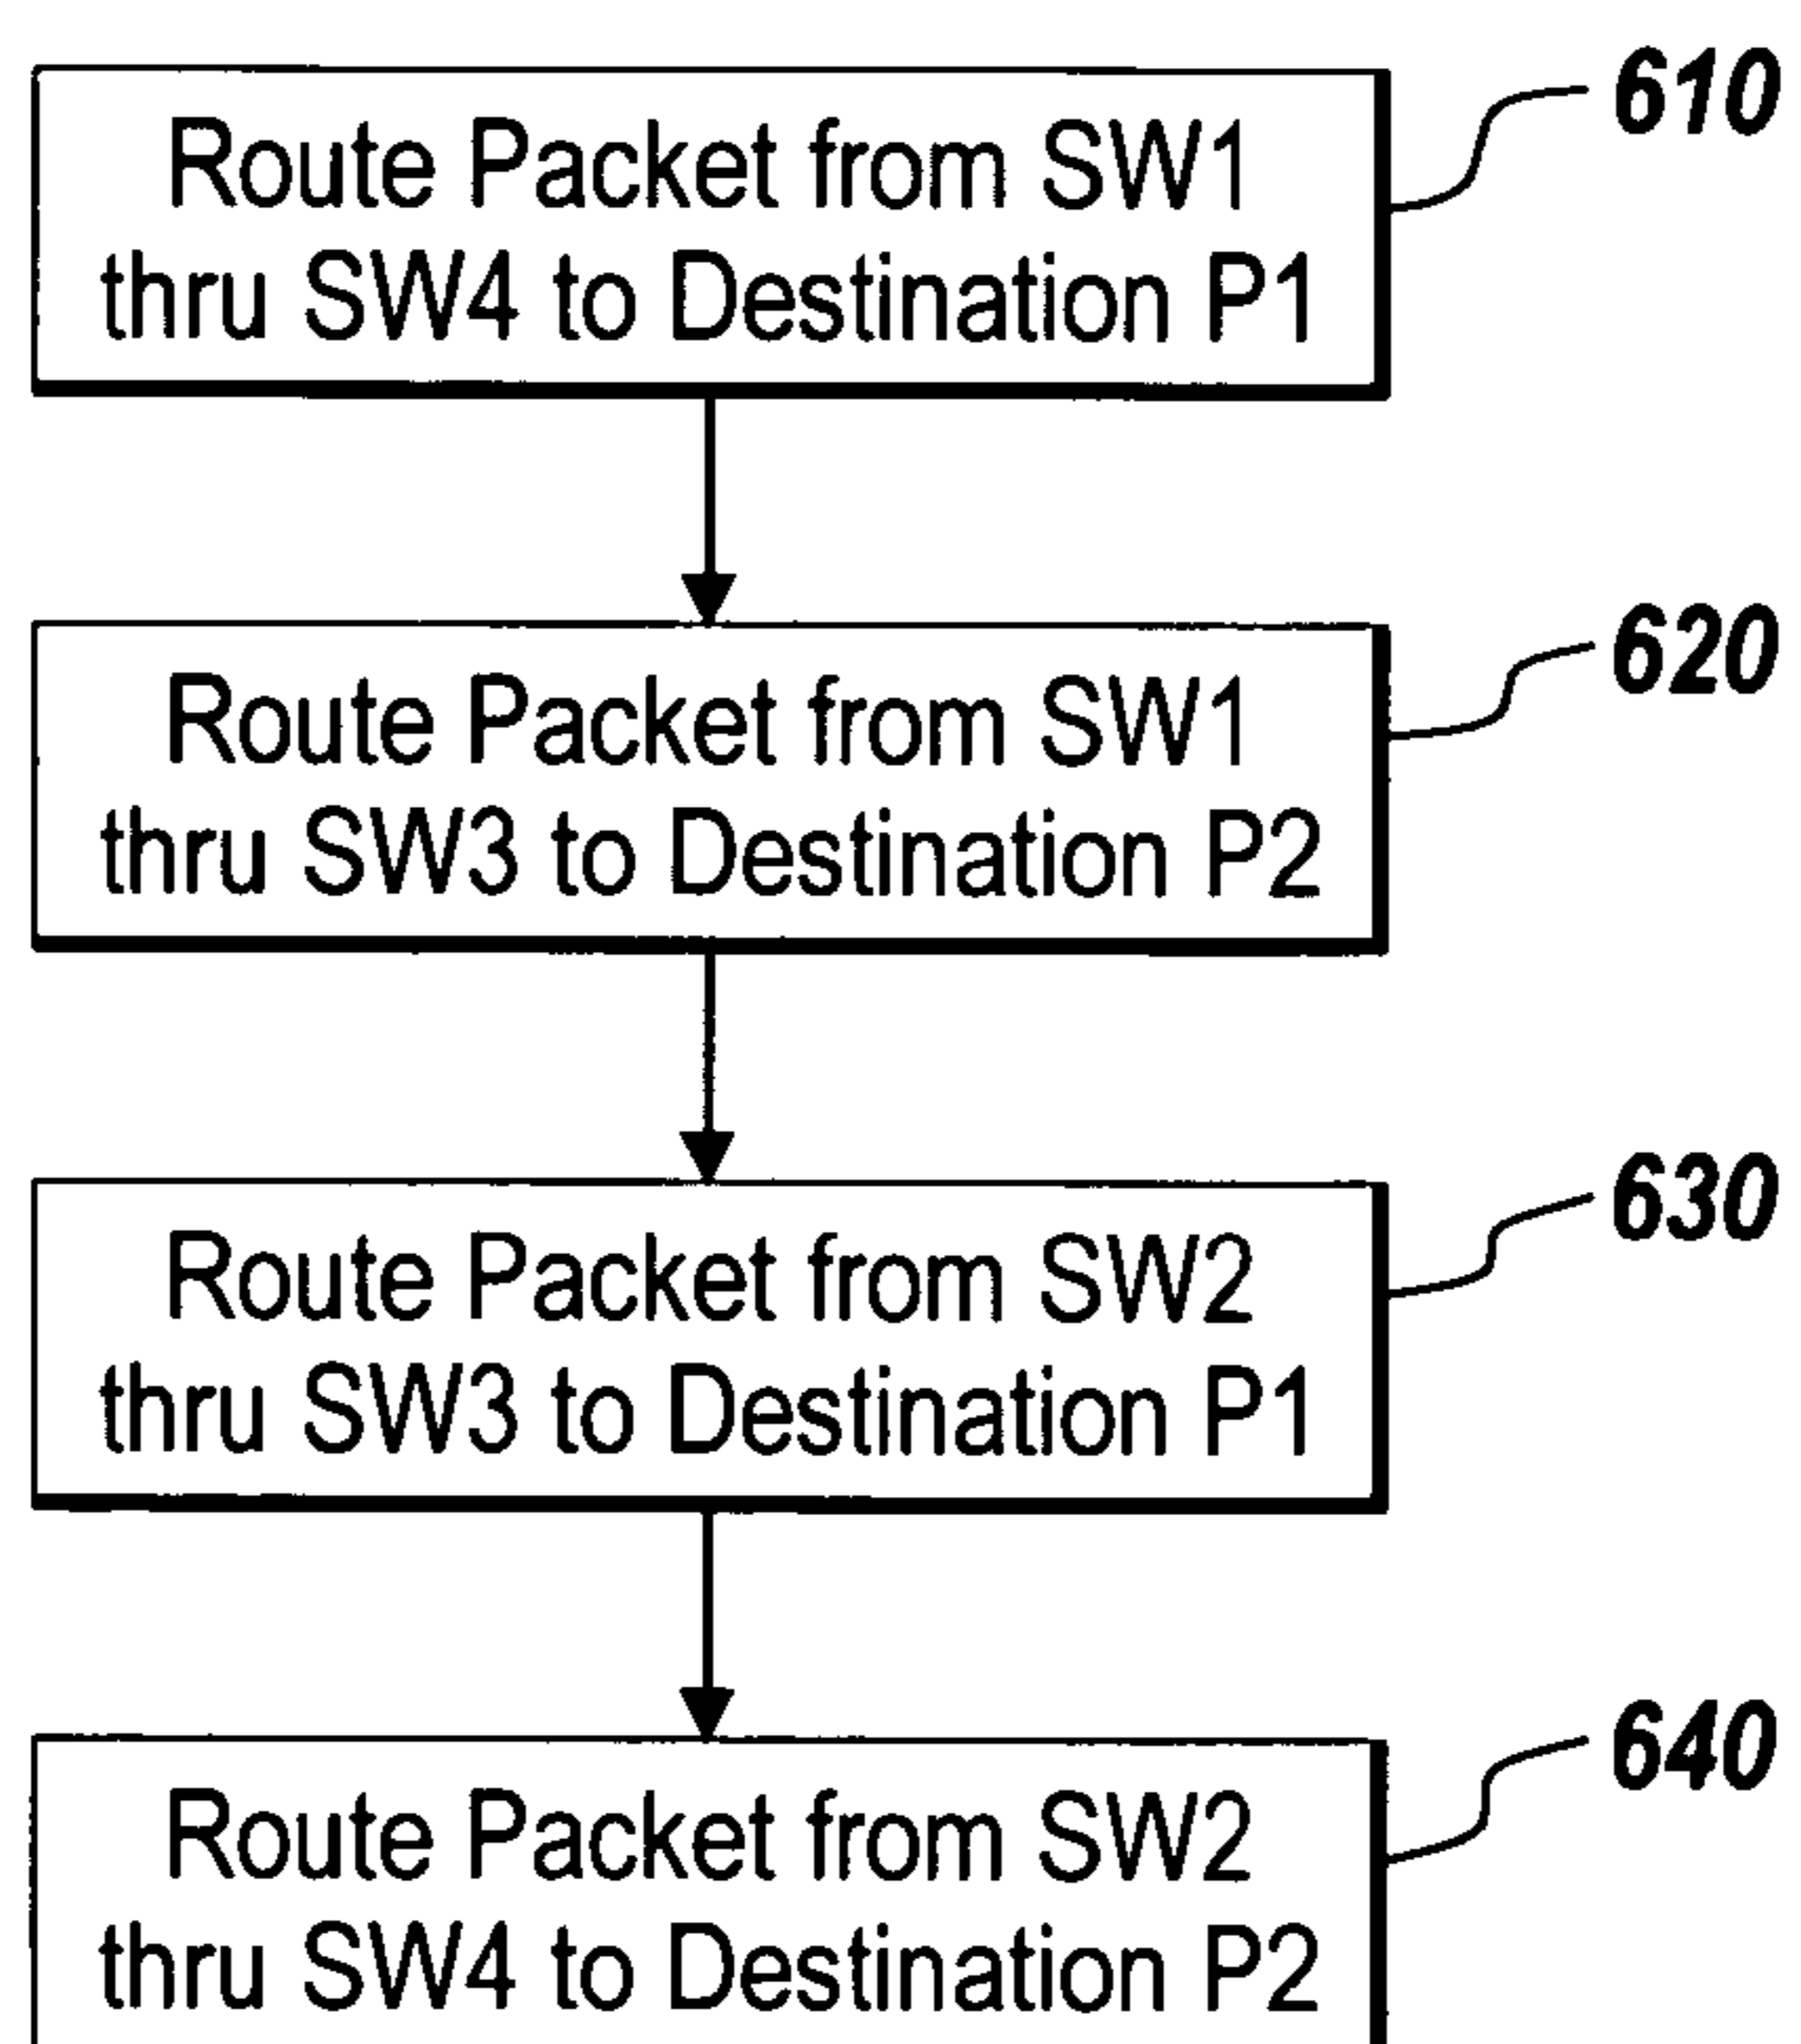 610
Route Packet from SW1
thru SW4 to Destination P1
620
Route Packet from SW1
thru SW3 to Destination P2
630
Route Packet from SW2
thru SW3 to Destination P1
640
Route Packet from SW2
thru SW4 to Destination P2